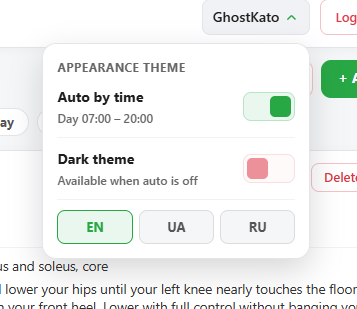 GhostKato
Log
APPEARANCE THEME
Auto by time
Day 07:00 – 20:00
+ A
ay
Dark theme
Available when auto is off
Delete
EN
UA
RU
us and soleus, core
l lower your hips until your left knee nearly touches the floor
n your front heel. Lower with full control without banging you